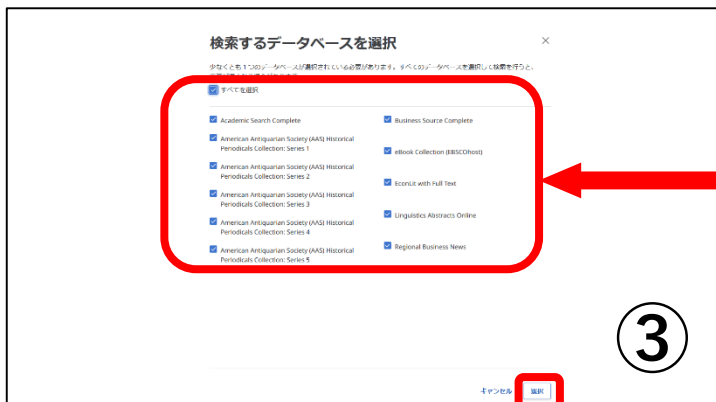 検索するデータベースを選択
×
少なくとも1つのデータベースが選択されている必要があります。すべてのデータベースを選択して検索を行うと、
すべてを選択
Academic Search Complete
American Antiquarian Society (AAS) Historical
Periodicals Collection: Series 1
American Antiquarian Society (AAS) Historical
Periodicals Collection: Series 2
American Antiquarian Society (AAS) Historical
Periodicals Collection: Series 3
American Antiquarian Society (AAS) Historical
Periodicals Collection: Series 4
American Antiquarian Society (AAS) Historical
Periodicals Collection: Series 5
Business Source Complete
eBook Collection (EBSCOhost)
EconLit with Full Text
Linguistics Abstracts Online
Regional Business News
③
キャンセル
選択